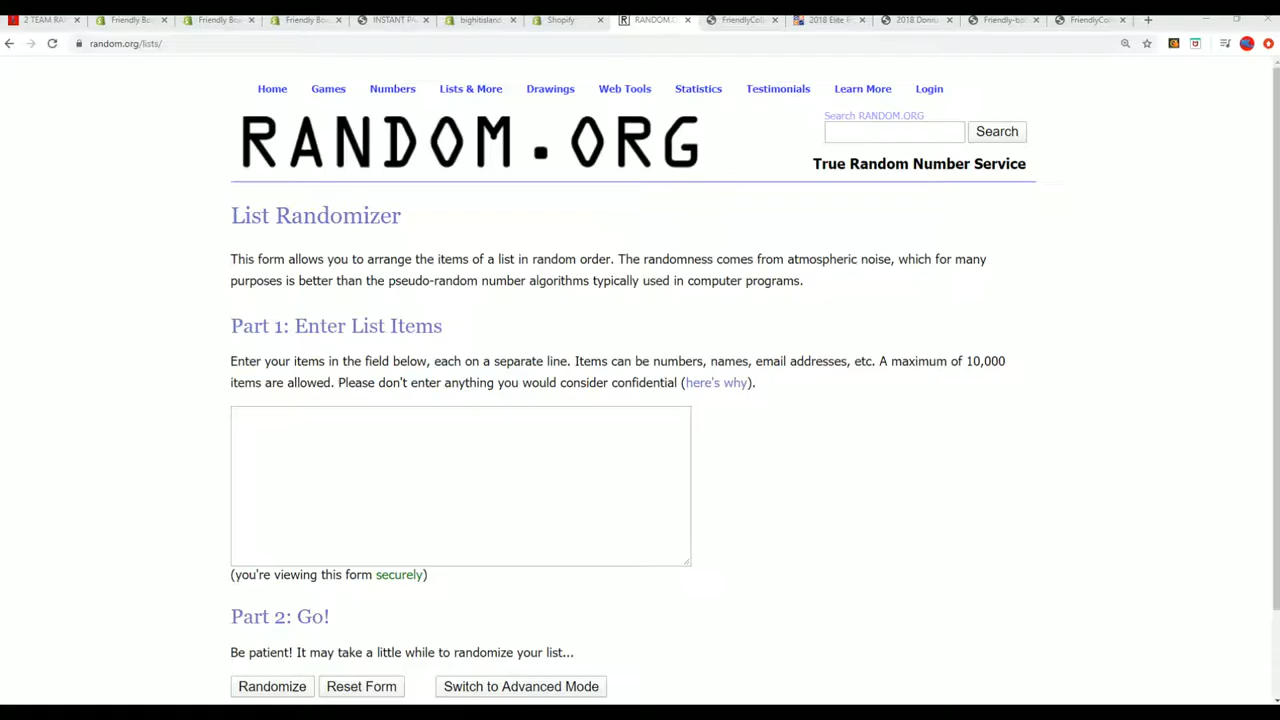 2 TEAM RAN
Friendly Bo
Friendly Boa
Friendly Boa
INSTANT PA
bighitisland
Shopify
RANDOM.O
FriendlyColl
2018 Elite E
2018 Donru
Friendly-bo
FriendlyCol
random.org/lists/
Home Games Numbers Lists & More Drawings Web Tools Statistics Testimonials Learn More Login
RANDOM.ORG
Search RANDOM.ORG
Search
True Random Number Service
List Randomizer
This form allows you to arrange the items of a list in random order. The randomness comes from atmospheric noise, which for many
purposes is better than the pseudo-random number algorithms typically used in computer programs.
Part 1: Enter List Items
Enter your items in the field below, each on a separate line. Items can be numbers, names, email addresses, etc. A maximum of 10,000
items are allowed. Please don't enter anything you would consider confidential (here's why).
(you're viewing this form securely)
Part 2: Go!
Be patient! It may take a little while to randomize your list...
Randomize Reset Form Switch to Advanced Mode